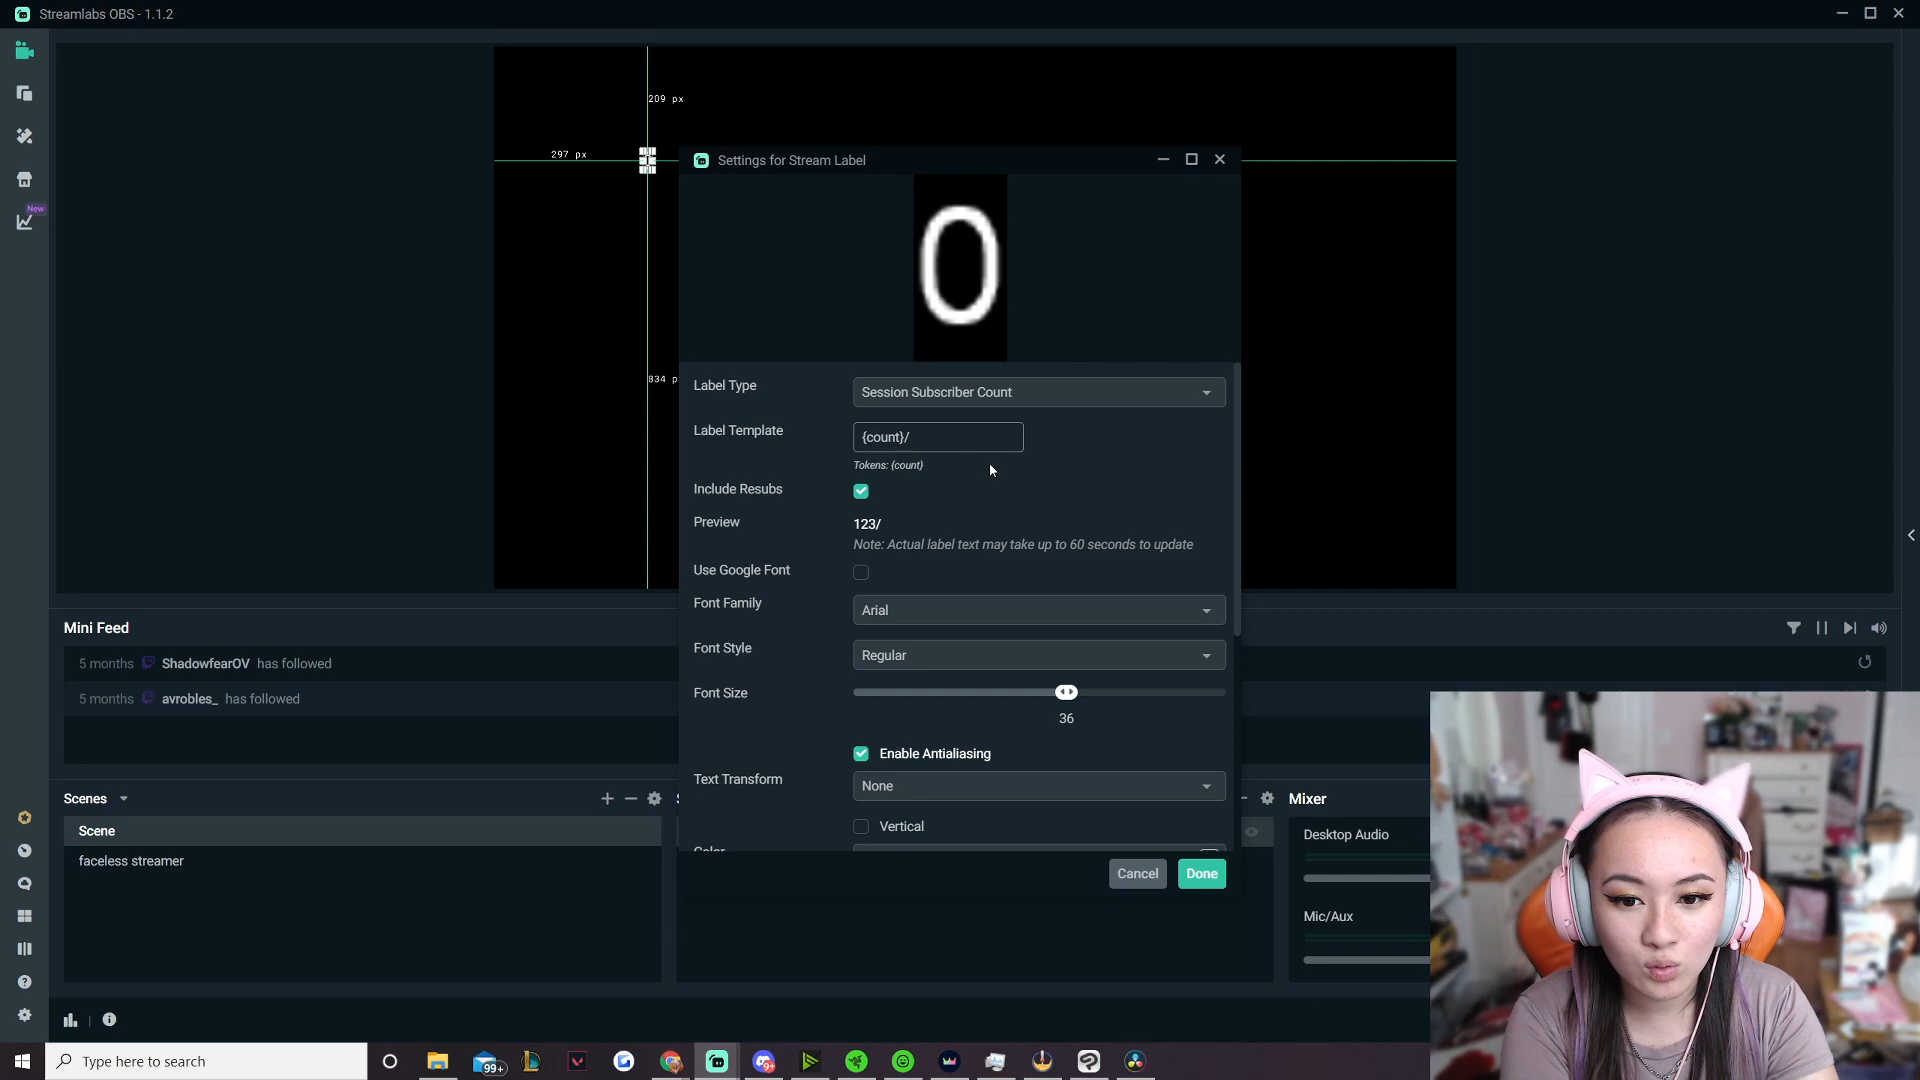 Streamlabs OBS - 1.1.2
New
209 px
297 px
834 p
Settings for Stream Label
0
Label Type
Session Subscriber Count
Label Template
{count}/
Tokens: {count}
Include Resubs
Preview
123/
Note: Actual label text may take up to 60 seconds to update
Use Google Font
Font Family
Arial
Font Style
Regular
Font Size
36
Enable Antialiasing
Text Transform
None
Vertical
Color
Cancel
Done
Mini Feed
5 months ShadowfearOV has followed
5 months avrobles_ has followed
Scenes
Scene
faceless streamer
Mixer
Desktop Audio
Mic/Aux
Type here to search
99+